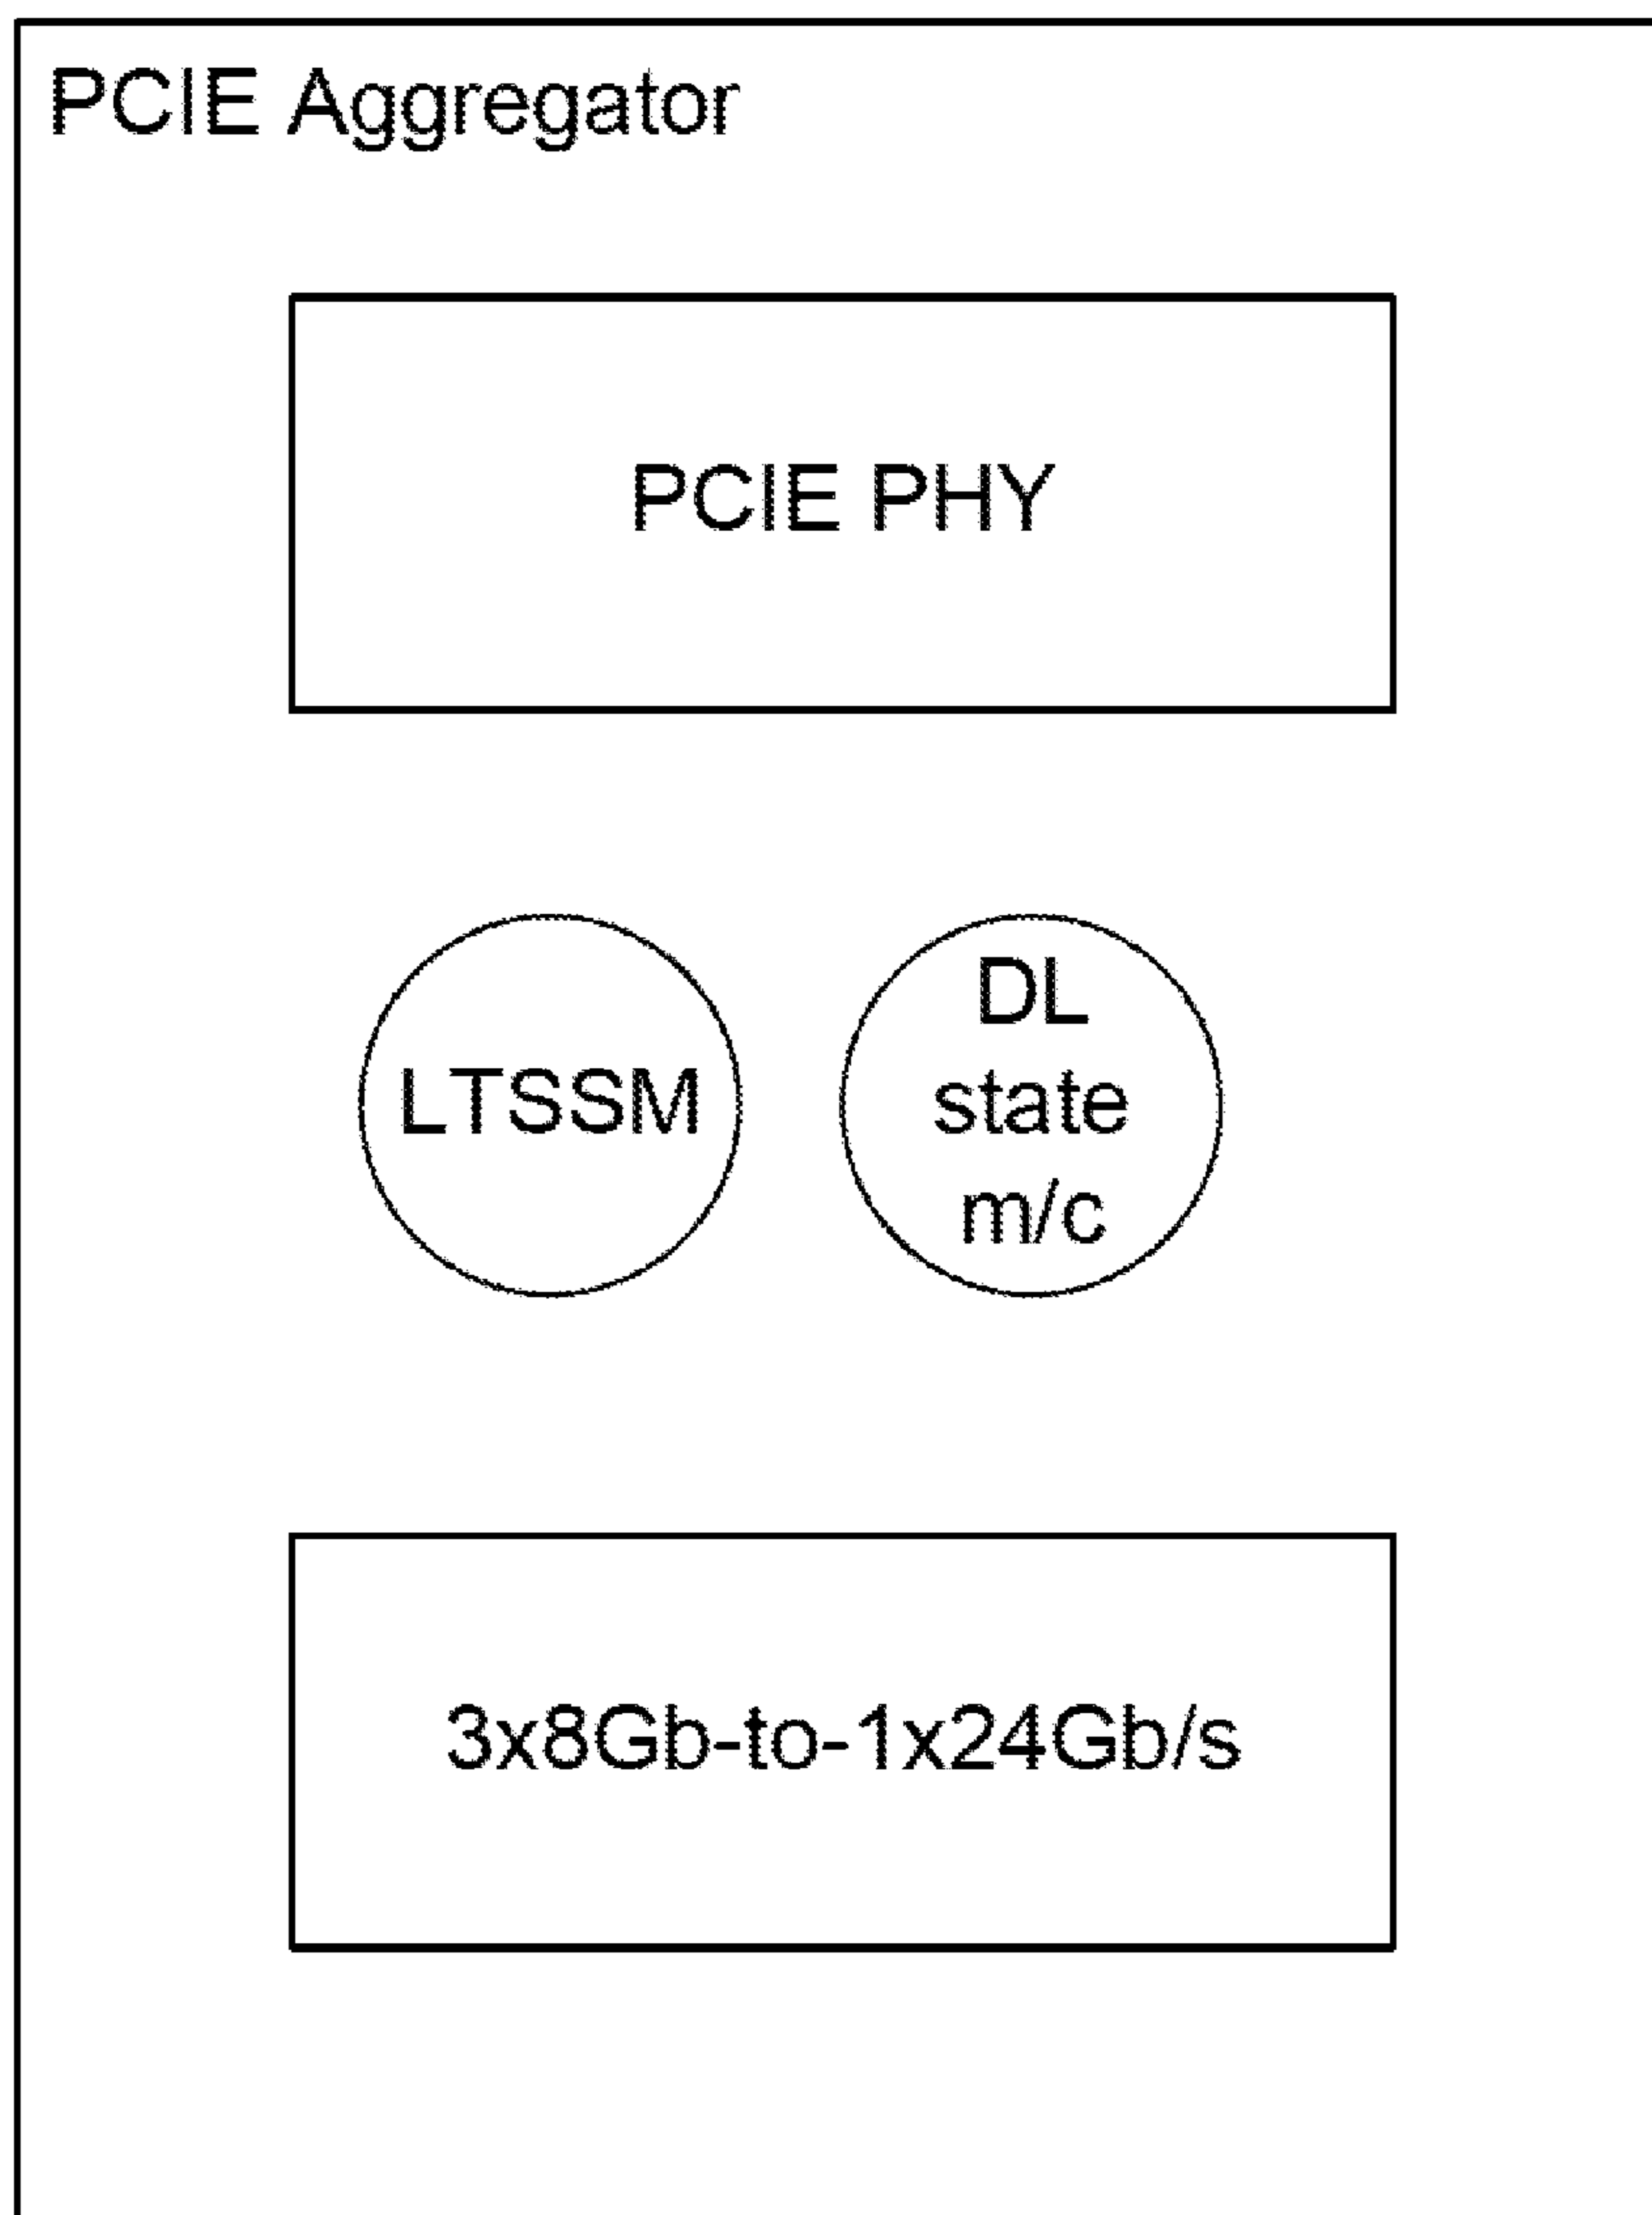 PCIE Aggregator
PCIE PHY
LTSSM
DL
state
m/c
3x8Gb-to-1x24Gb/s